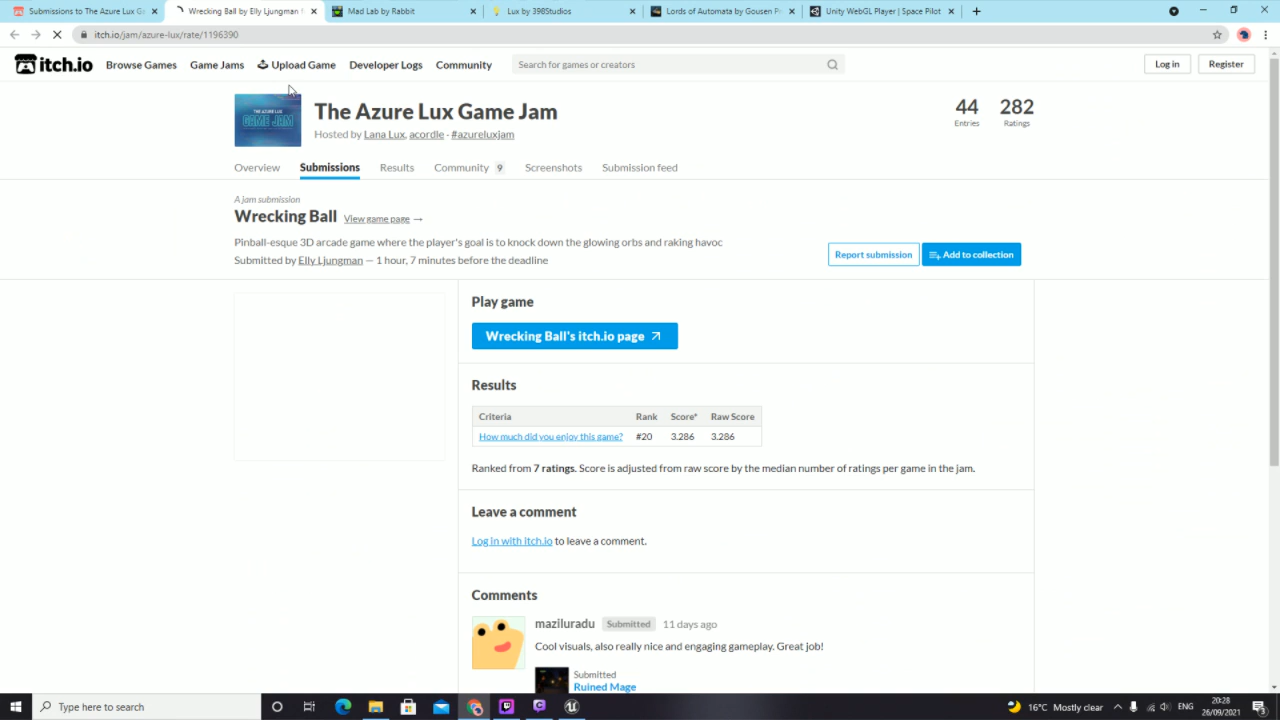 Submissions to The Azure Lux Ga
Wrecking Ball by Elly Ljungman
Mad Lab by Rabbit
Lux by 398Studios
Lords of Automata by Gousen P
Unity WebGL Player | Space Pilot
itch.io/jam/azure-lux/rate/1196390
itch.io
Browse Games
Game Jams
Upload Game
Developer Logs
Community
Search for games or creators
Log in
Register
THE AZURE LUX
GAME JAM
The Azure Lux Game Jam
Hosted by Lana Lux, acordle · #azureluxjam
44
Entries
282
Ratings
Overview
Submissions
Results
Community 9
Screenshots
Submission feed
A jam submission
Wrecking Ball View game page →
Pinball-esque 3D arcade game where the player's goal is to knock down the glowing orbs and raking havoc
Submitted by Elly Ljungman — 1 hour, 7 minutes before the deadline
Report submission
Add to collection
Play game
Wrecking Ball's itch.io page
Results
Criteria Rank Score* Raw Score
How much did you enjoy this game? #20 3.286 3.286
Ranked from 7 ratings. Score is adjusted from raw score by the median number of ratings per game in the jam.
Leave a comment
Log in with itch.io to leave a comment.
Comments
maziluradu Submitted 11 days ago
Cool visuals, also really nice and engaging gameplay. Great job!
Submitted
Ruined Mage
Type here to search
16°C Mostly clear
ENG
20:28
26/09/2021